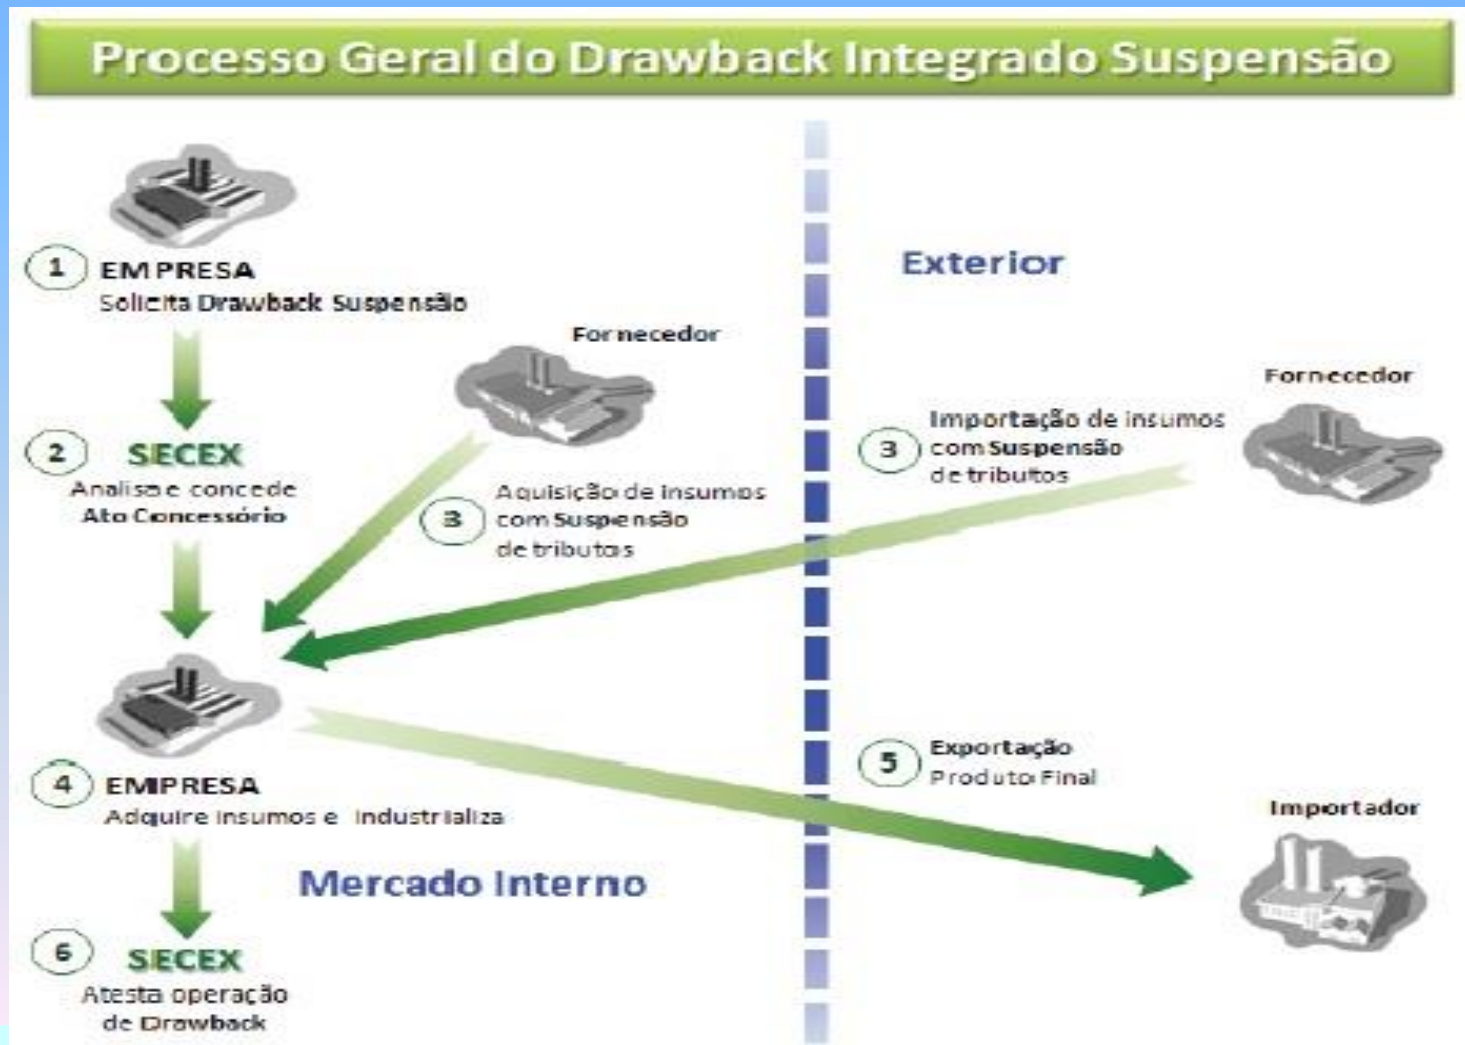 Processo Geral do Drawback Integrado Suspensão
1 EMPRESA
Solicita Drawback Suspensão
Exterior
Fornecedor
Fornecedor
2 SECEX
Analisa e concede
Ato Concessório
3 Aquisição de insumos
com Suspensão
de tributos
3 Importação de insumos
com Suspensão
de tributos
4 EMPRESA
Adquire insumos e Industrializa
5 Exportação
Produto Final
Importador
Mercado Interno
6 SECEX
Atesta operação
de Drawback